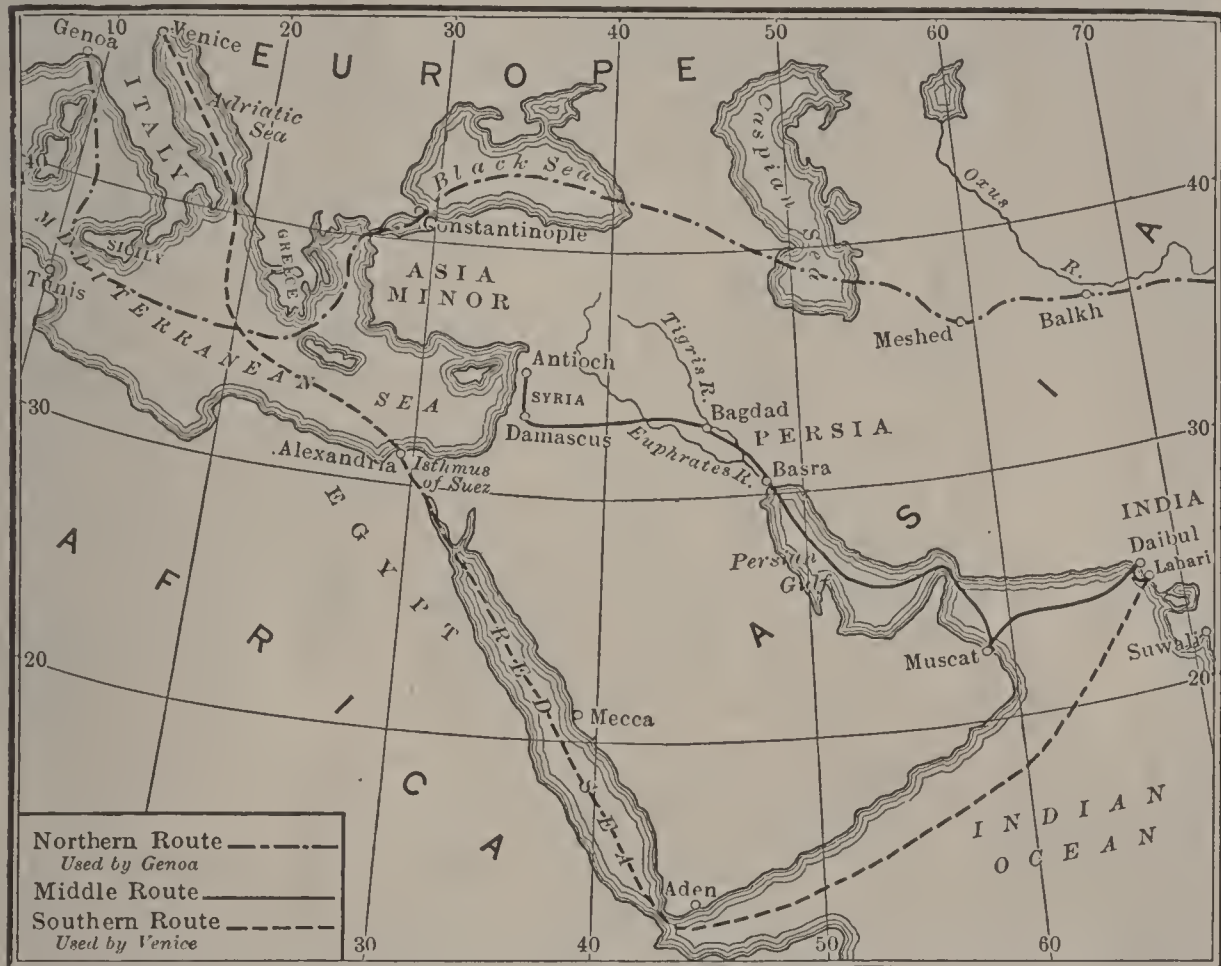 10
20
30
40
50
60
70
Genoa
Venice
EUROPE
ITALY
Adriatic
Sea
Caspian
Sea
Black Sea
Oxus
R.
40
40
MEDITERRANEAN
SEA
SICILY
GREECE
Constantinople
ASIA
MINOR
Tunis
Meshed
Balkh
Tigris R.
Antioch
SYRIA
Damascus
Bagdad
PERSIA
30
30
Euphrates R.
Basra
Alexandria
Isthmus
of Suez
EGYPT
ASIA
INDIA
Daibul
Lahari
Persian
Gulf
AFRICA
Muscat
Suwali
20
20
RED SEA
Mecca
INDIAN
OCEAN
Aden
Northern Route
Used by Genoa
Middle Route
Southern Route
Used by Venice
30
40
50
60